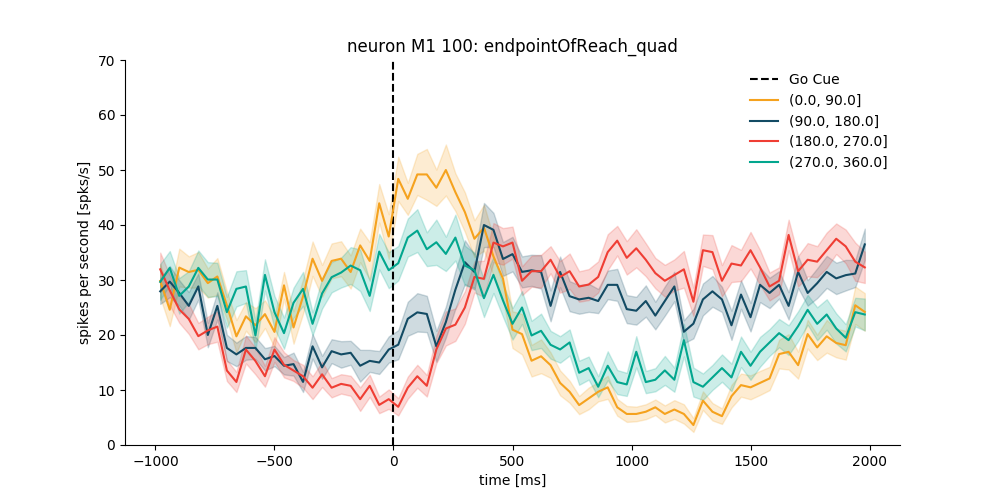 neuron M1 100: endpointOfReach_quad
spikes per second [spks/s]
70
60
50
40
30
20
10
0
Go Cue
(0.0, 90.0]
(90.0, 180.0]
(180.0, 270.0]
(270.0, 360.0]
−1000 −500 0 500 1000 1500 2000
time [ms]